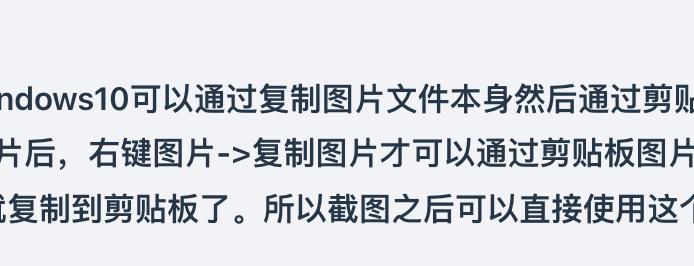 ndows10可以通过复制图片文件本身然后通过剪贴
片后，右键图片->复制图片才可以通过剪贴板图片
就复制到剪贴板了。所以截图之后可以直接使用这个